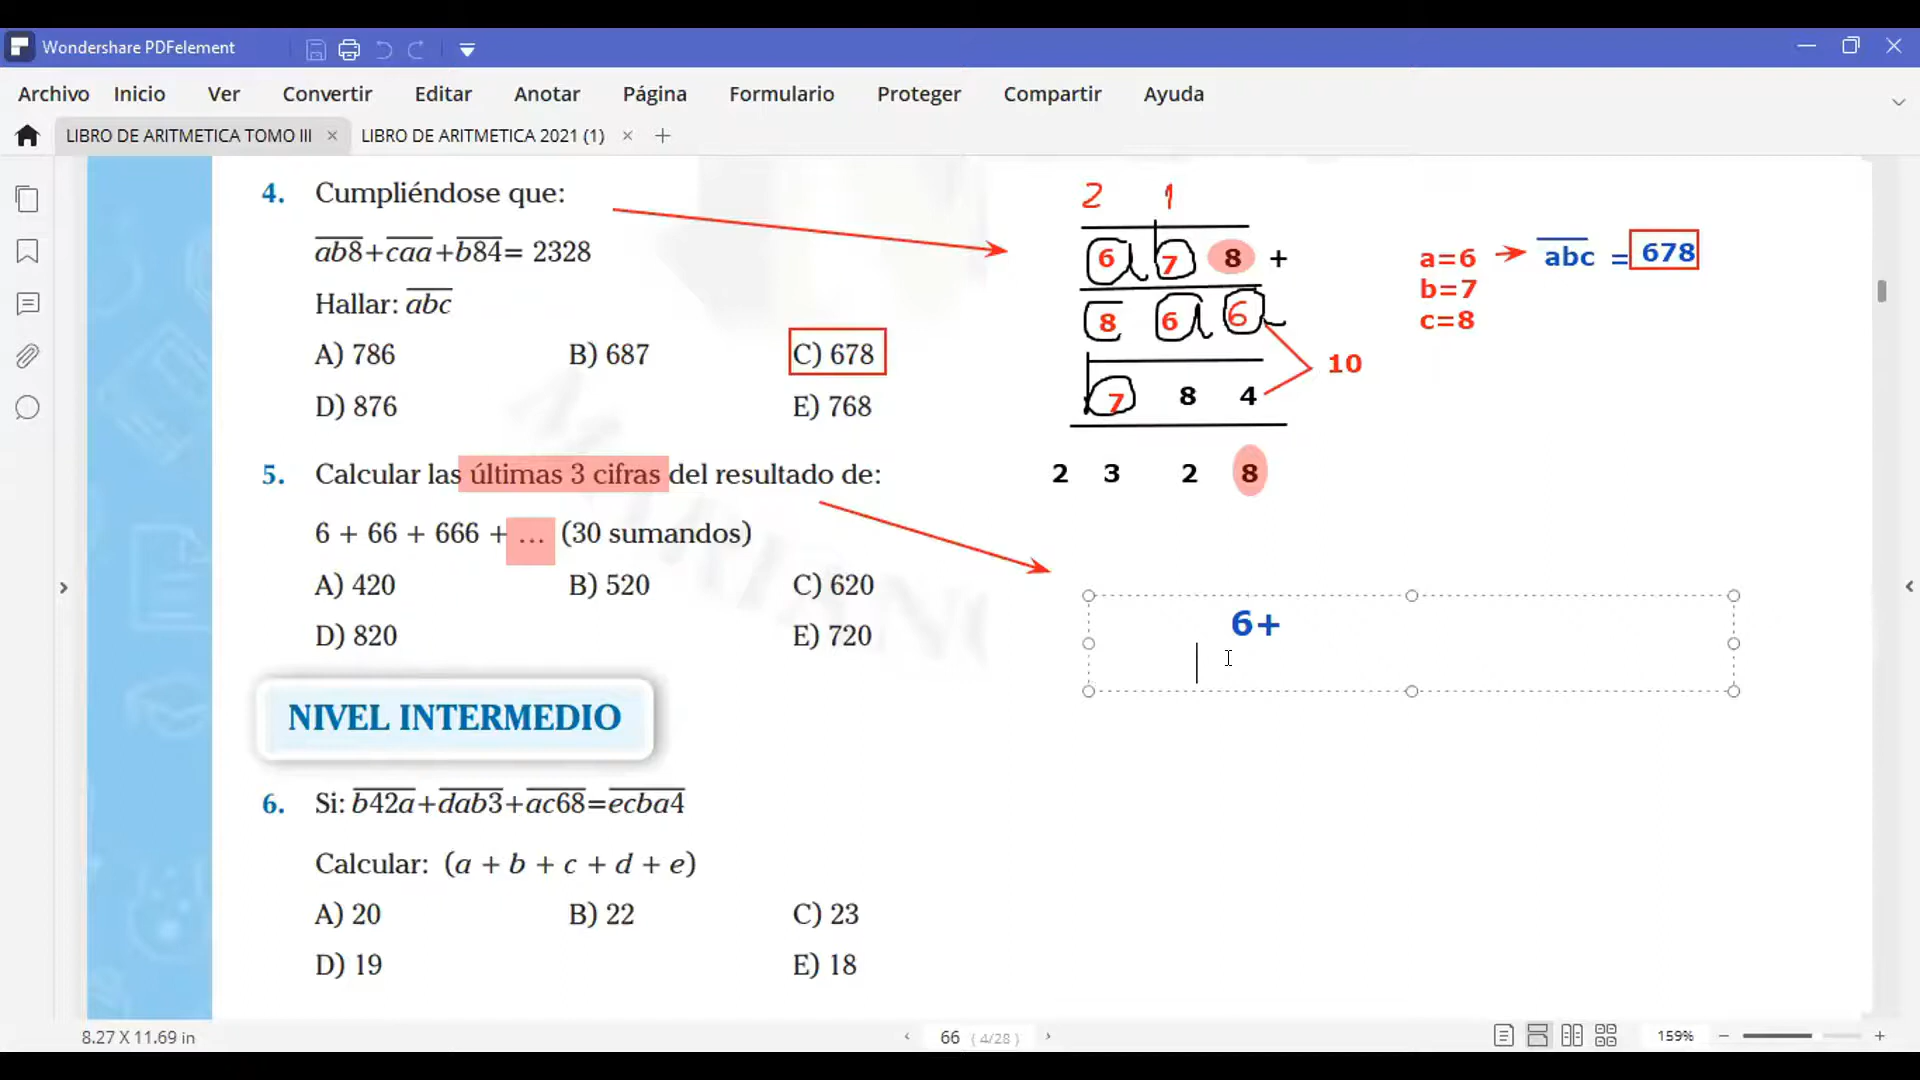 Wondershare PDFelement
Archivo Inicio Ver Convertir Editar Anotar Página Formulario Proteger Compartir Ayuda
LIBRO DE ARITMETICA TOMO III × LIBRO DE ARITMETICA 2021 (1) × +
4. Cumpliéndose que:
ab8+caa+b84= 2328
Hallar: abc
A) 786 B) 687 C) 678
D) 876 E) 768
2 1
6 7 8 +
8 6 6
7 8 4
10
2 3 2 8
a=6 abc = 678
b=7
c=8
5. Calcular las últimas 3 cifras del resultado de:
6 + 66 + 666 + ... (30 sumandos)
A) 420 B) 520 C) 620
D) 820 E) 720
6+
NIVEL INTERMEDIO
6. Si: b42a+dab3+ac68=ecba4
Calcular: (a + b + c + d + e)
A) 20 B) 22 C) 23
D) 19 E) 18
8.27 X 11.69 in
66 (4/28)
159%